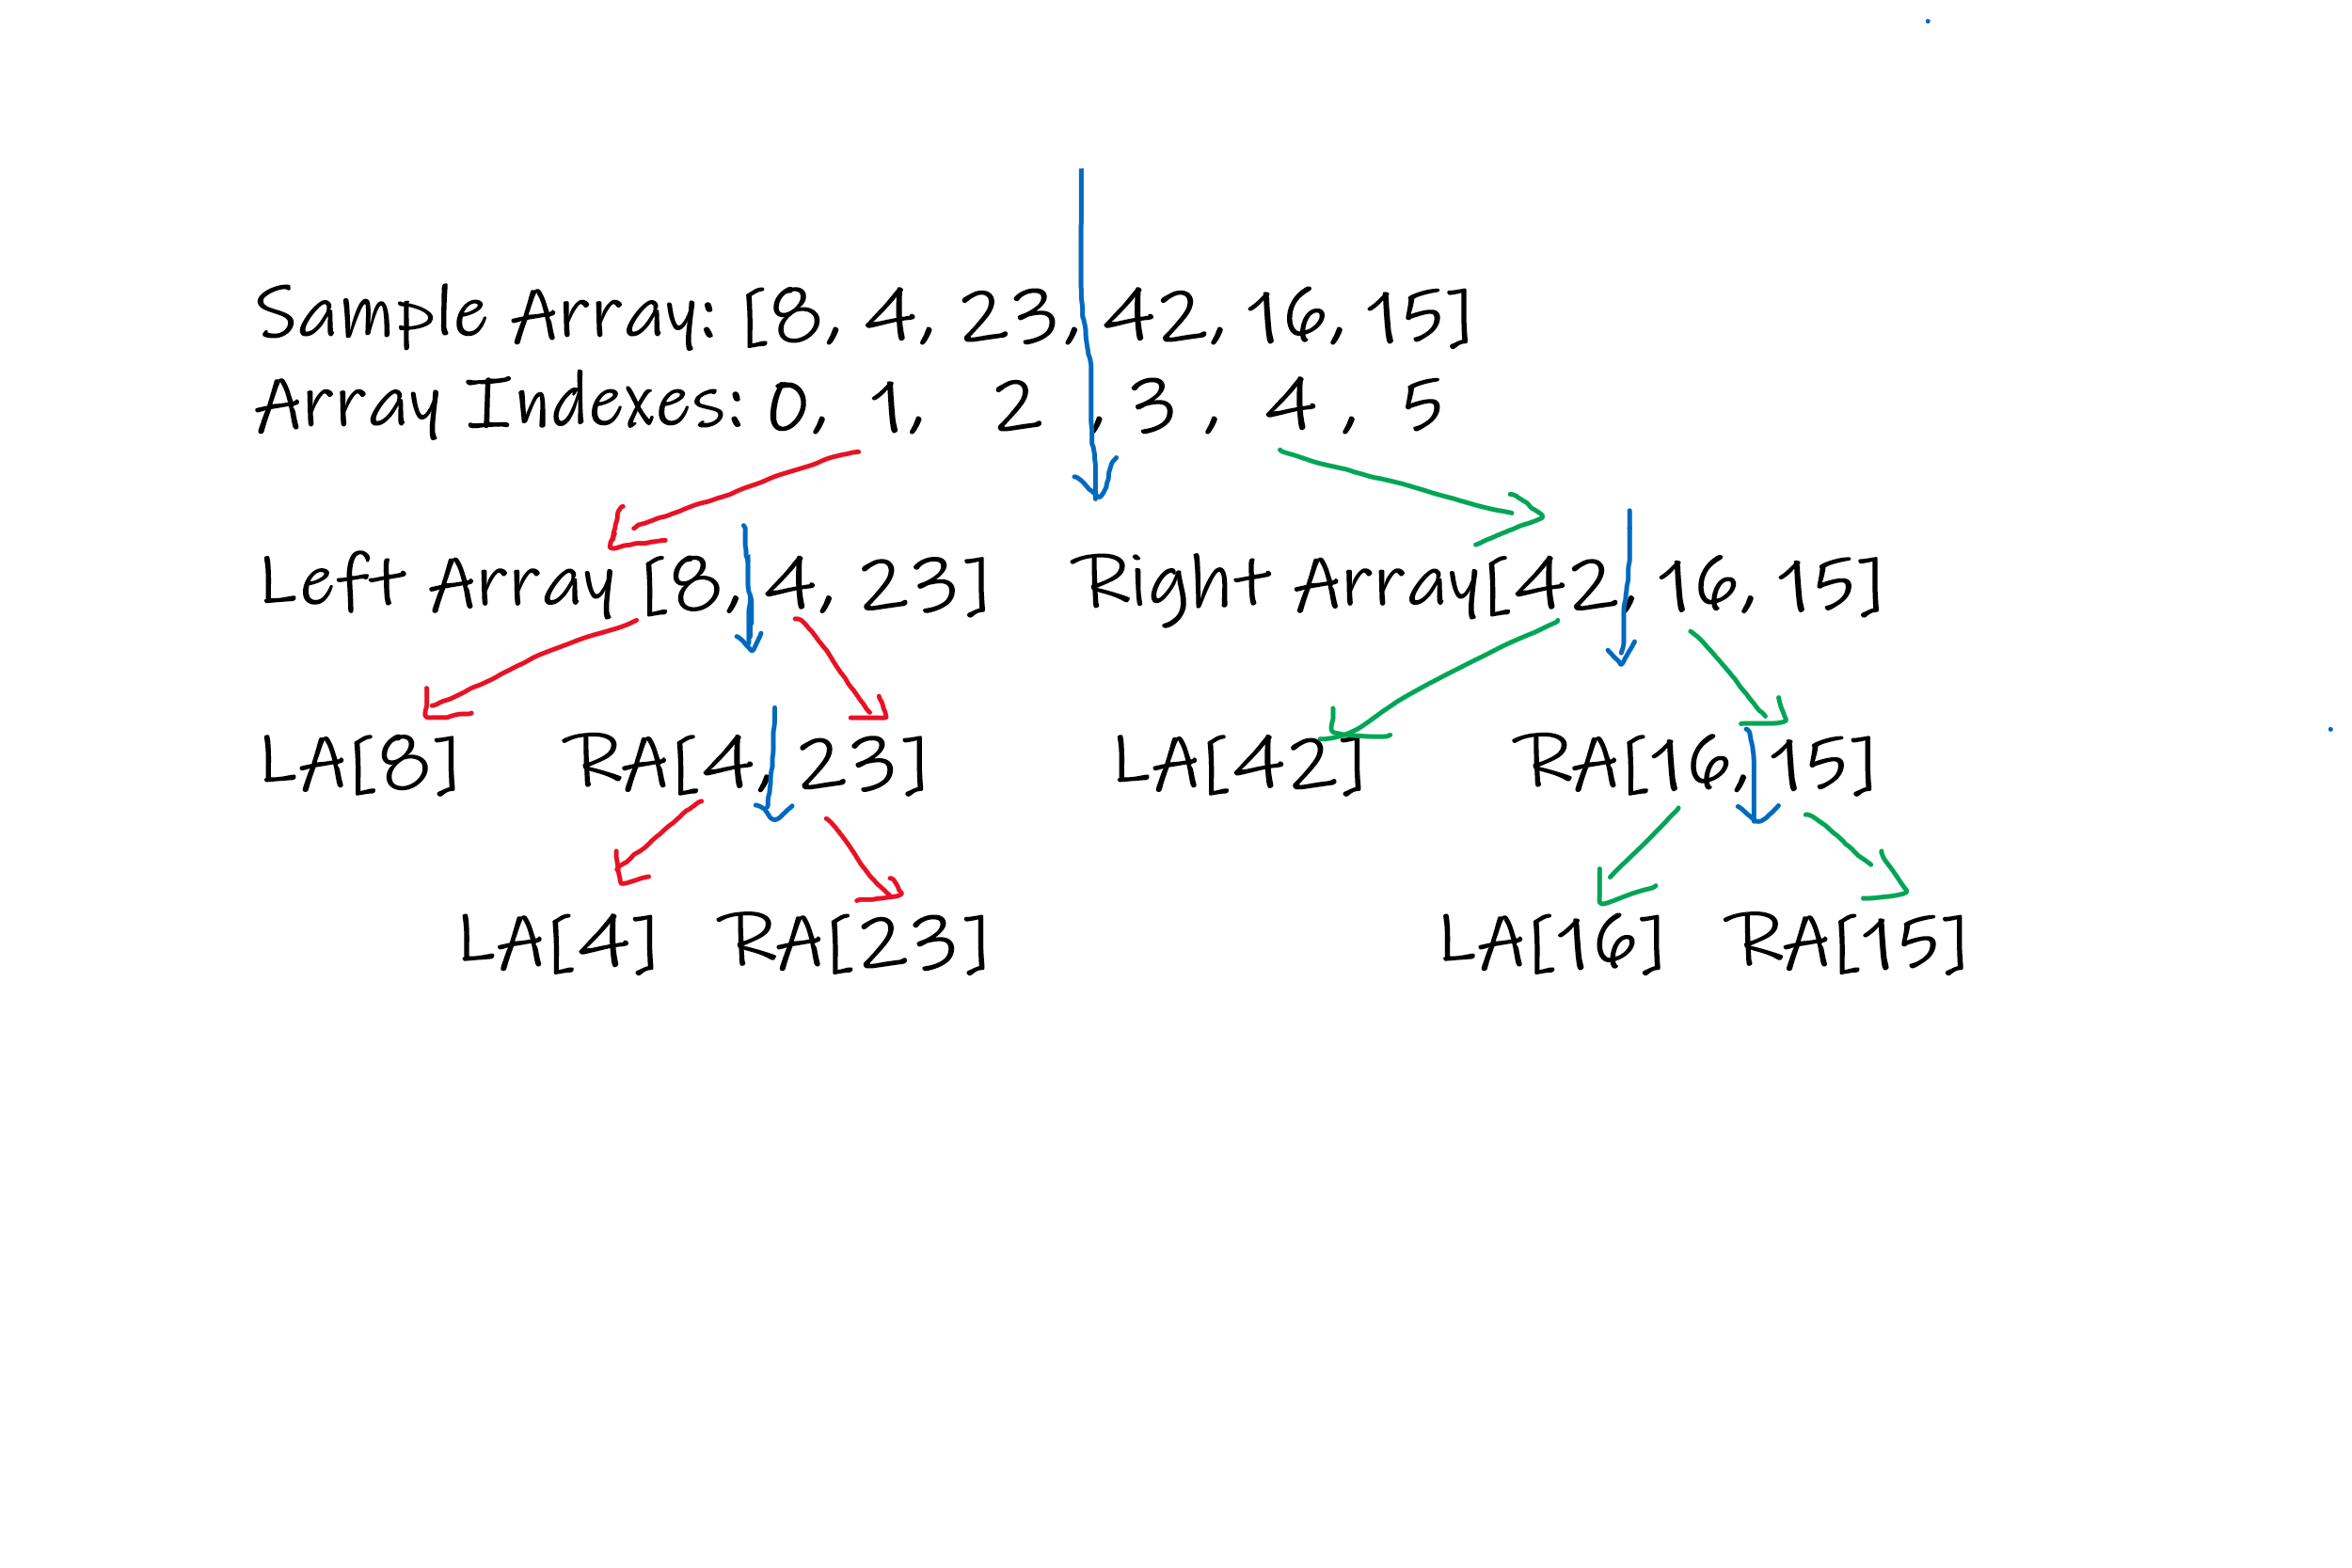 Sample Array: [8, 4, 23, 42, 16, 15]
Array Indexes: 0, 1, 2 , 3 , 4 , 5
Left Array [8, 4, 23] Right Array[42, 16, 15]
LA[8] RA[4, 23] LA[42] RA[16, 15]
LA[4] RA[23] LA[16] RA[15]